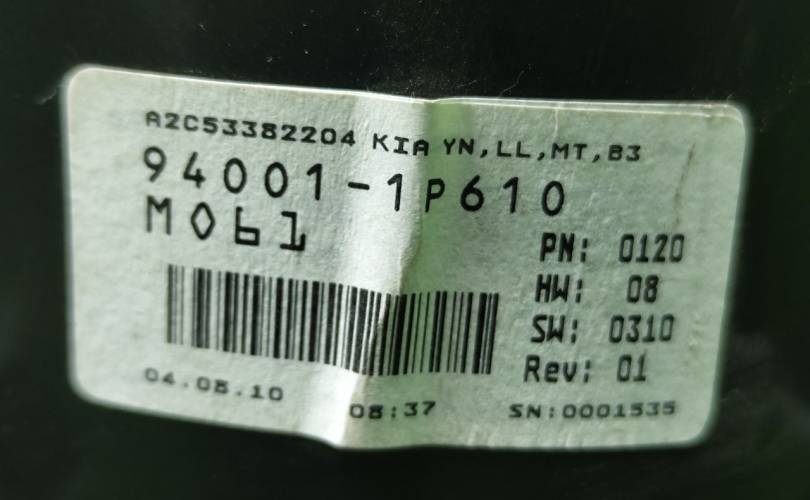 A2C53382204 KIA YN,LL,MT,B3
94001-1P610
M061
PN: 0120
HW: 08
SW: 0310
Rev: 01
04.08.10 08:37 SN:0001535